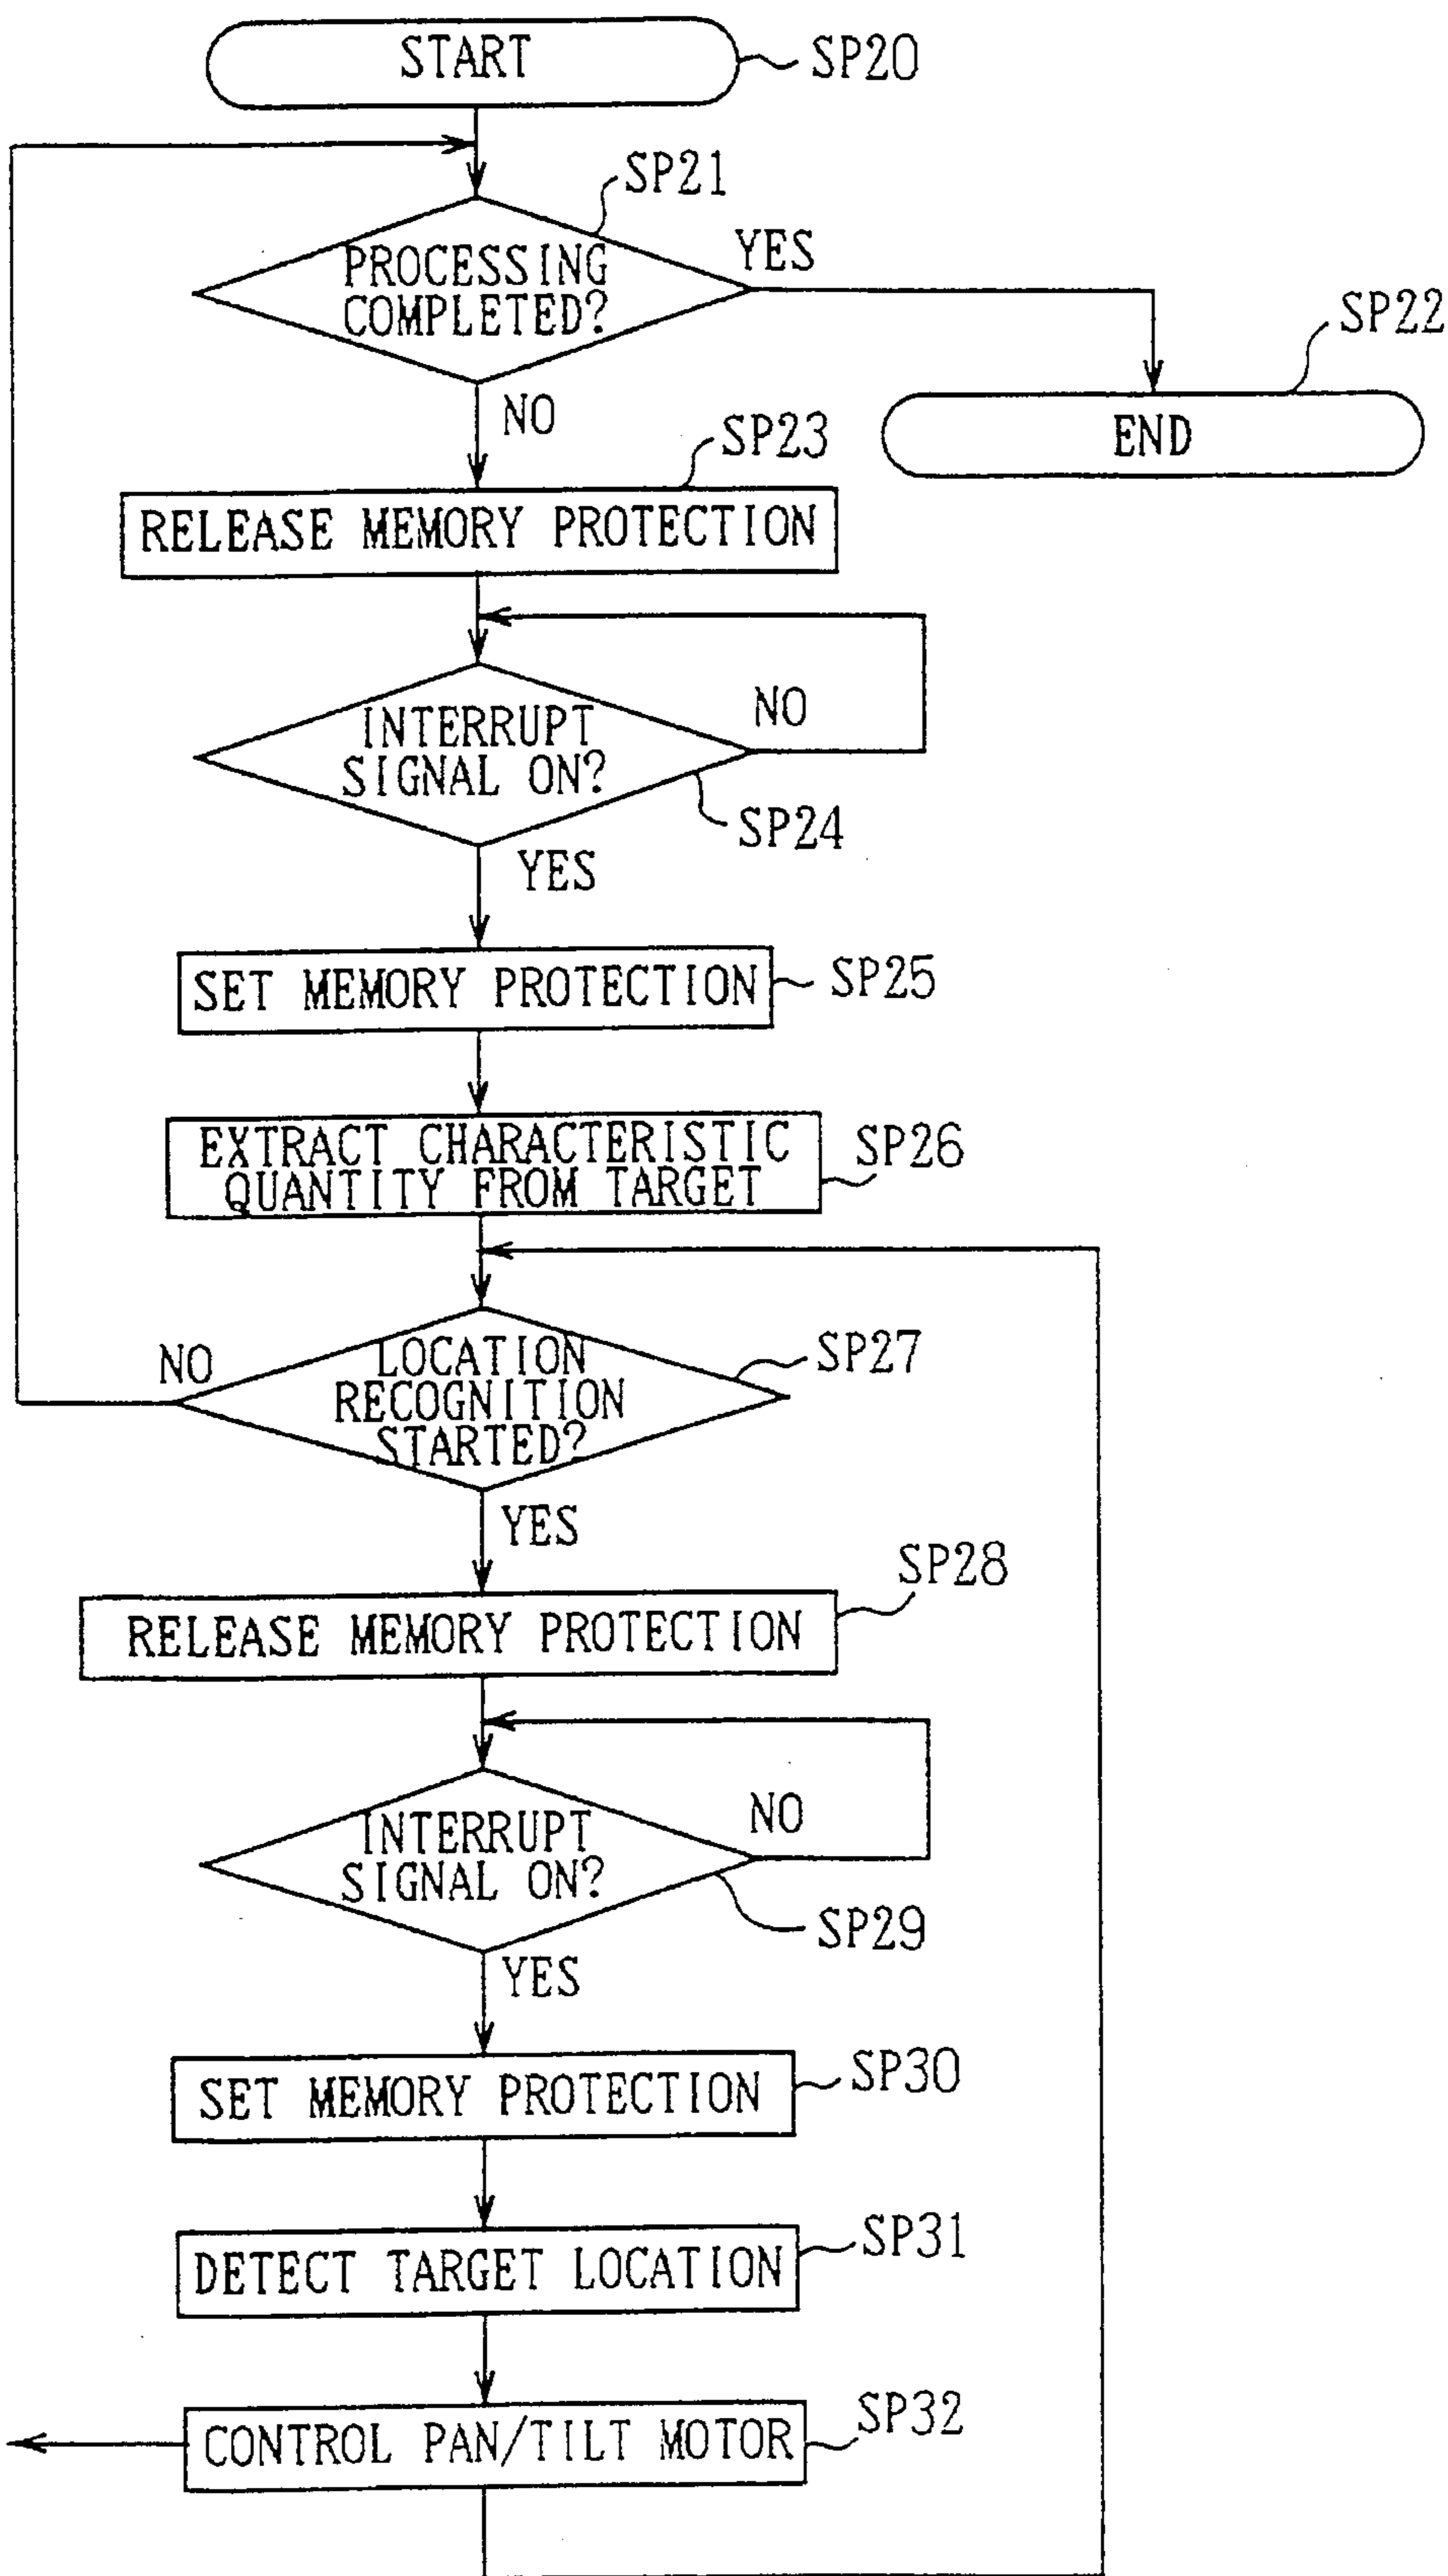 START
SP20
SP21
PROCESSING
COMPLETED?
YES
SP22
END
NO
SP23
RELEASE MEMORY PROTECTION
INTERRUPT
SIGNAL ON?
NO
SP24
YES
SET MEMORY PROTECTION
SP25
EXTRACT CHARACTERISTIC
QUANTITY FROM TARGET
SP26
NO
LOCATION
RECOGNITION
STARTED?
SP27
YES
SP28
RELEASE MEMORY PROTECTION
INTERRUPT
SIGNAL ON?
NO
SP29
YES
SET MEMORY PROTECTION
SP30
DETECT TARGET LOCATION
SP31
CONTROL PAN/TILT MOTOR
SP32